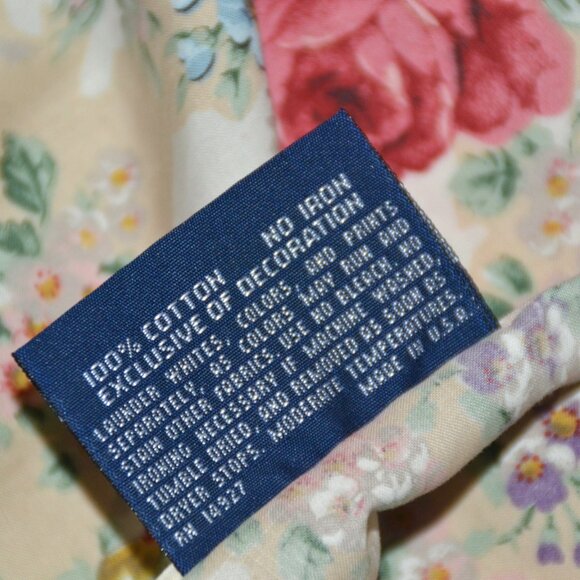 100% COTTON NO IRON
EXCLUSIVE OF DECORATION
LAUNDER WHITES, COLORS, AND PRINTS
SEPARATELY, AS COLORS MAY RUN AND
STAIN OTHER FABRICS. USE NO BLEACH. NO
IRONING NECESSARY IF MACHINE WASHED,
TUMBLE DRIED, AND REMOVED AS SOON AS
DRYER STOPS. MODERATE TEMPERATURES.
RN 14927 MADE IN U.S.A.